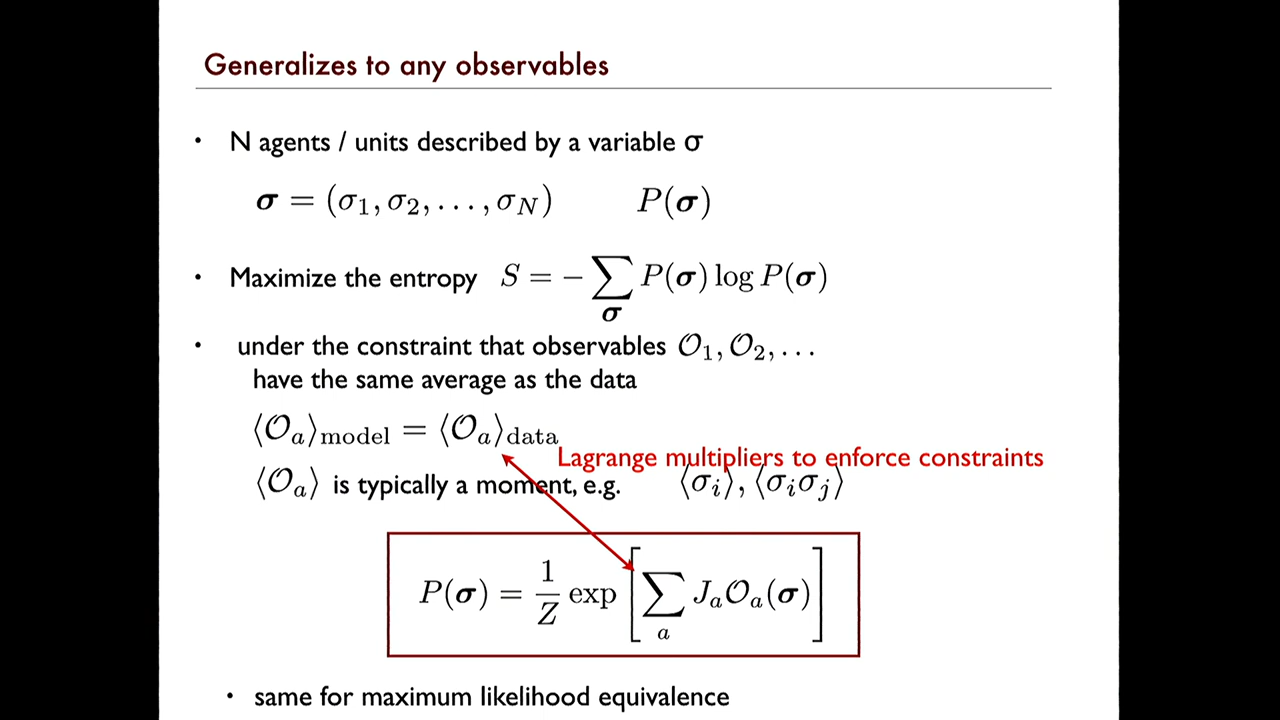 Generalizes to any observables
• N agents / units described by a variable σ
σ = (σ₁, σ₂, . . . , σ_N) P(σ)
• Maximize the entropy S = − ∑_σ P(σ) log P(σ)
• under the constraint that observables 𝒪₁, 𝒪₂, . . .
have the same average as the data
⟨𝒪ₐ⟩model = ⟨𝒪ₐ⟩data
Lagrange multipliers to enforce constraints
⟨𝒪ₐ⟩ is typically a moment, e.g. ⟨σᵢ⟩, ⟨σᵢσⱼ⟩
P(σ) = 1/Z exp [∑ₐ Jₐ𝒪ₐ(σ)]
• same for maximum likelihood equivalence